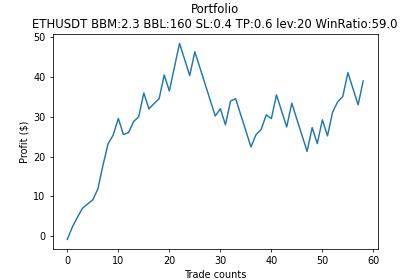 Portfolio
ETHUSDT BBM:2.3 BBL:160 SL:0.4 TP:0.6 lev:20 WinRatio:59.0
50
40
30
20
10
0
Profit ($)
0 10 20 30 40 50 60
Trade counts